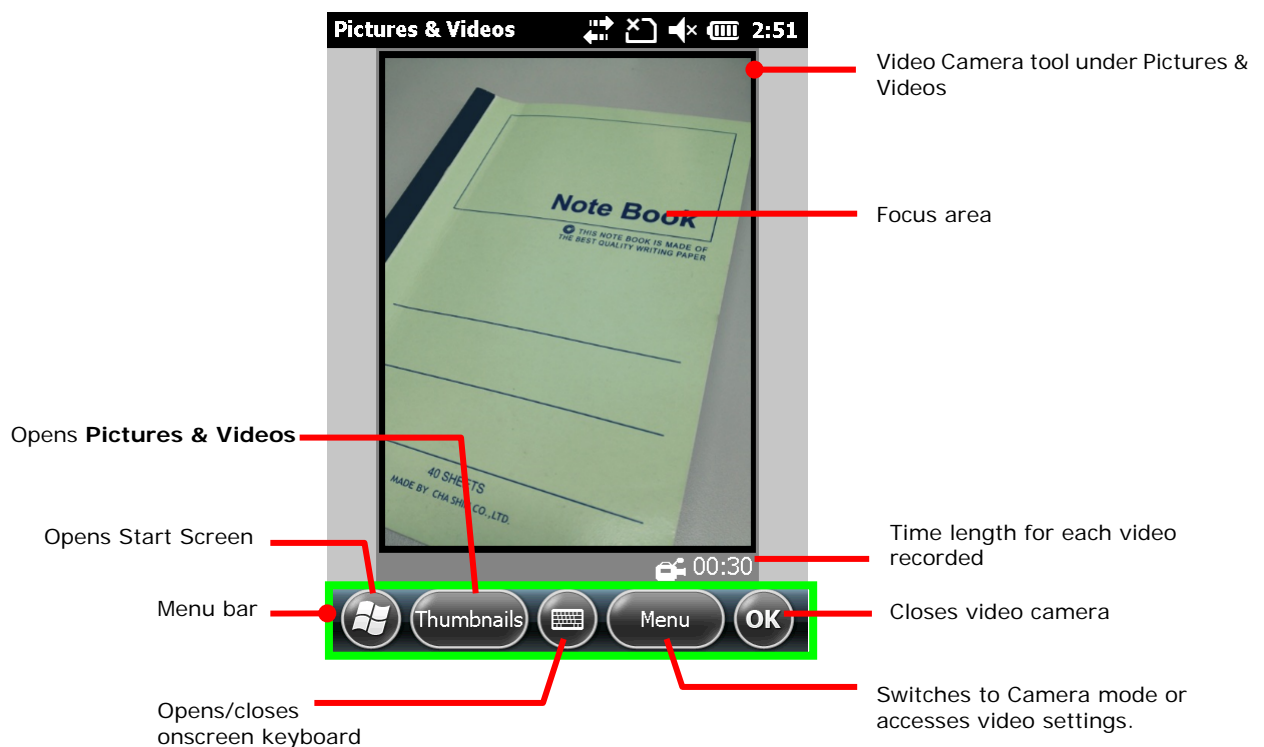 Pictures & Videos 2:51
Video Camera tool under Pictures &
Videos
Note Book
THIS NOTE BOOK IS MADE OF
THE BEST QUALITY WRITING PAPER
Focus area
Opens Pictures & Videos
40 SHEETS
MADE BY CHA SHIN CO.,LTD.
Opens Start Screen
Time length for each video
recorded
00:30
Menu bar
Thumbnails
Menu
OK
Closes video camera
Opens/closes
onscreen keyboard
Switches to Camera mode or
accesses video settings.